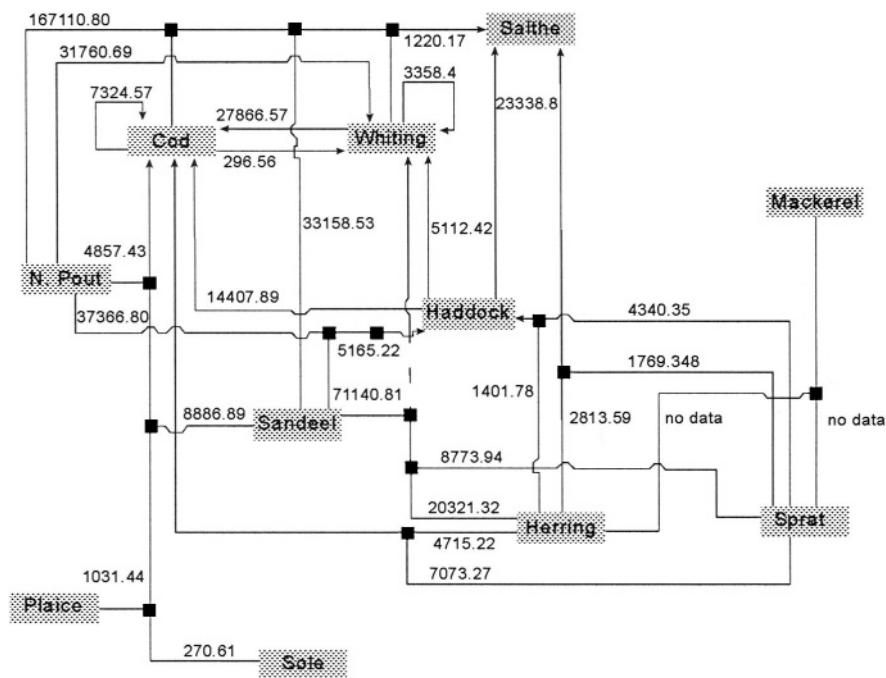 167110.80
Saithe
1220.17
31760.69
3358.4
7324.57
27866.57
23338.8
Cod
Whiting
296.56
Mackerel
33158.53
5112.42
4857.43
N. Pout
14407.89
Haddock
37366.80
4340.35
5165.22
1769.348
71140.81
1401.78
8886.89
2813.59
no data
no data
Sandeel
8773.94
20321.32
Herring
Sprat
4715.22
7073.27
1031.44
Plaice
270.61
Sole